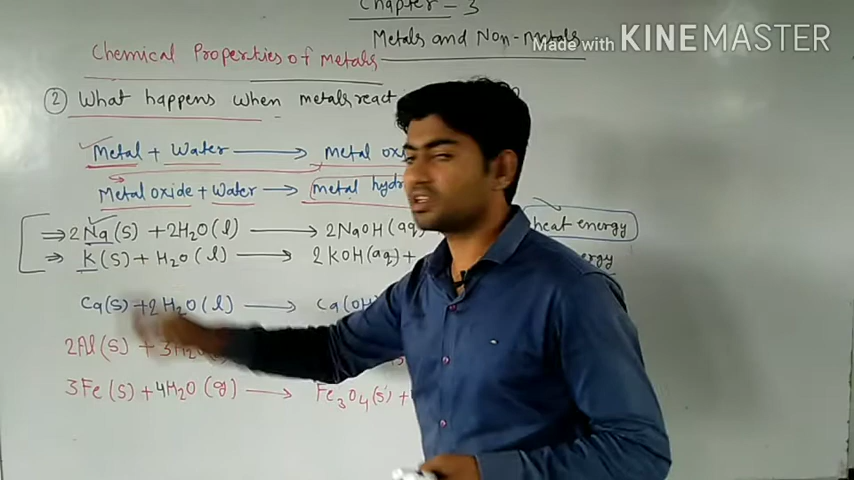 Chapter - 3
Metals and Non-metals
Made with KINEMASTER
Chemical Properties of metals
② What happens when metals react
Metal + Water → Metal
Metal oxide + Water → Metal
⇒ 2Na(s) + 2H₂O(l) → 2NaOH(aq) heat energy
→ K(s) + H₂O(l) → 2KOH(aq) +
Ca(s) + 2H₂O(l) → Ca(OH)
2Al(s) + 3H₂O
3Fe(s) + 4H₂O(g) → Fe₃O₄(s) +